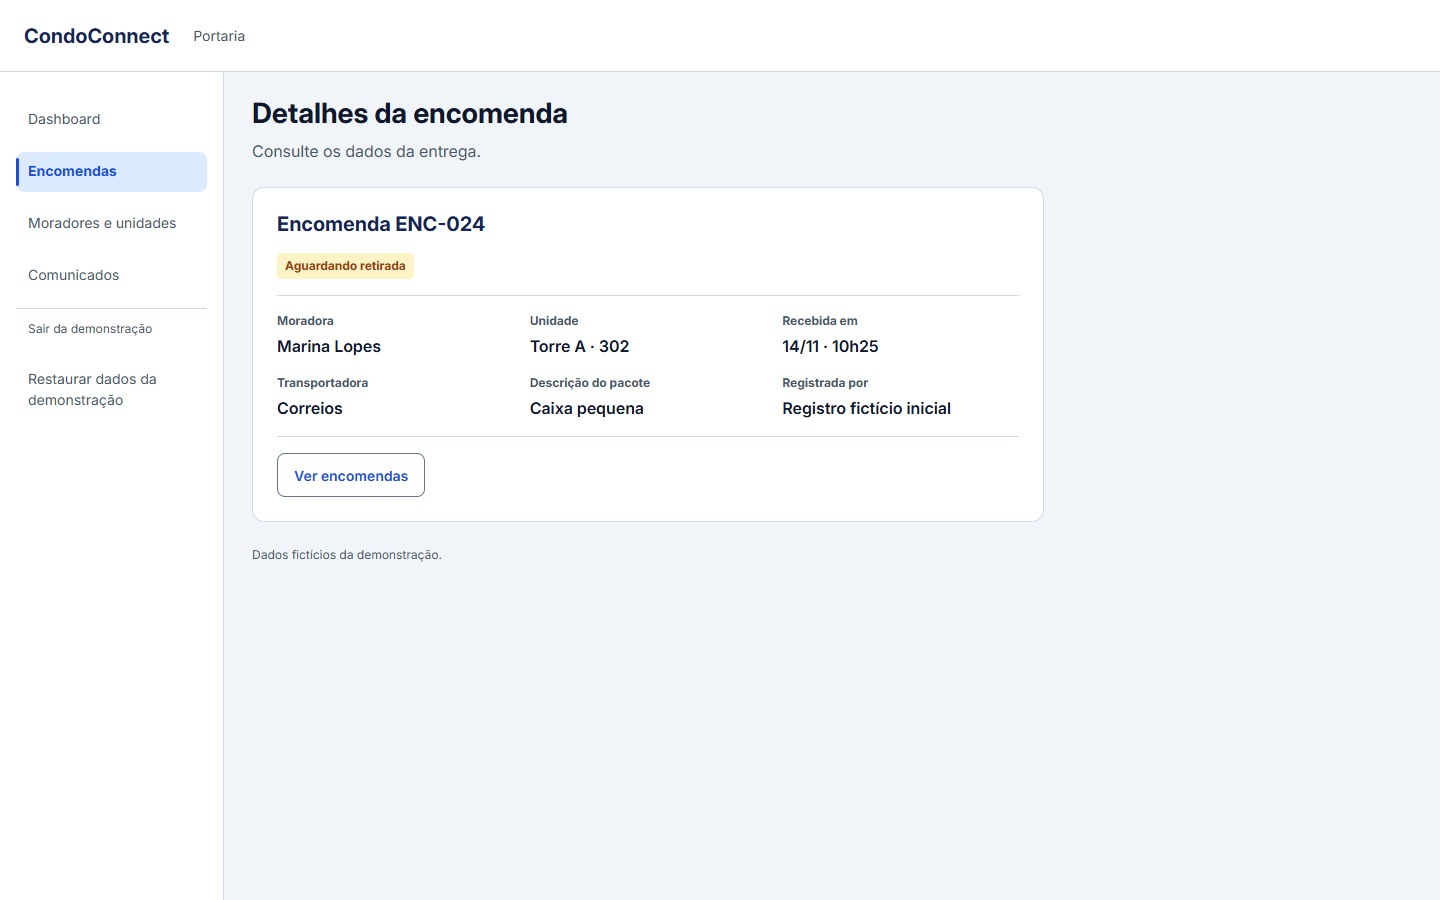 CondoConnect
Portaria
Dashboard
Encomendas
Moradores e unidades
Comunicados
Sair da demonstração
Restaurar dados da
demonstração
Detalhes da encomenda
Consulte os dados da entrega.
Encomenda ENC-024
Aguardando retirada
Moradora
Marina Lopes
Unidade
Torre A · 302
Recebida em
14/11 · 10h25
Transportadora
Correios
Descrição do pacote
Caixa pequena
Registrada por
Registro fictício inicial
Ver encomendas
Dados fictícios da demonstração.